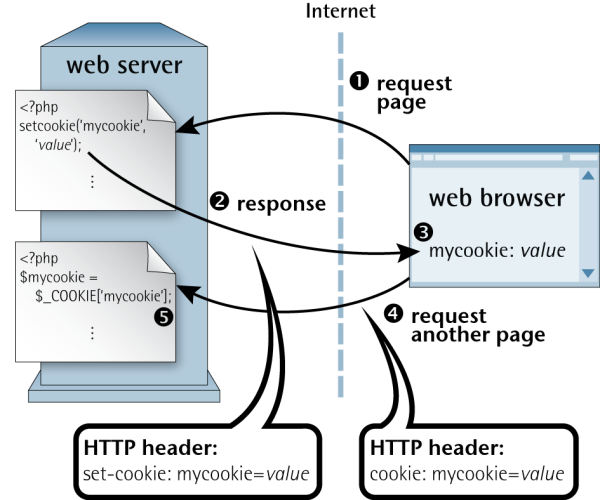 Internet
web server
❶ request
page
<?php
setcookie('mycookie',
'value');
⋮
❷ response
web browser
❸
mycookie: value
<?php
$mycookie =
$_COOKIE['mycookie'];
❺
⋮
❹ request
another page
HTTP header:
set-cookie: mycookie=value
HTTP header:
cookie: mycookie=value